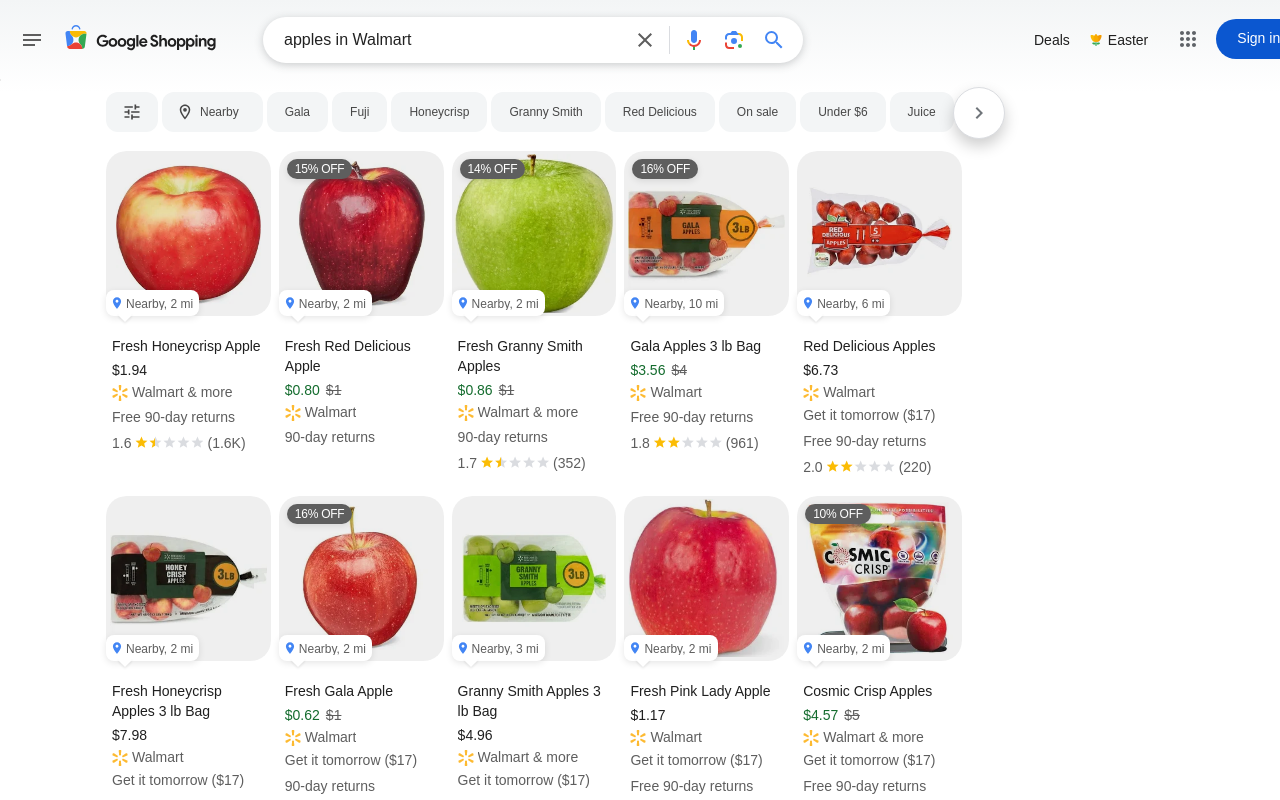 Google Shopping
apples in Walmart
Deals
Easter
Sign in
Nearby
Gala
Fuji
Honeycrisp
Granny Smith
Red Delicious
On sale
Under $6
Juice
Nearby, 2 mi
15% OFF
Nearby, 2 mi
14% OFF
Nearby, 2 mi
16% OFF
GALA
APPLES
3LB
Nearby, 10 mi
RED
DELICIOUS
APPLES
Nearby, 6 mi
Fresh Honeycrisp Apple
$1.94
Walmart & more
Free 90-day returns
1.6 (1.6K)
Fresh Red Delicious
Apple
$0.80 $1
Walmart
90-day returns
Fresh Granny Smith
Apples
$0.86 $1
Walmart & more
90-day returns
1.7 (352)
Gala Apples 3 lb Bag
$3.56 $4
Walmart
Free 90-day returns
1.8 (961)
Red Delicious Apples
$6.73
Walmart
Get it tomorrow ($17)
Free 90-day returns
2.0 (220)
HONEY
CRISP
APPLES
3LB
Nearby, 2 mi
16% OFF
Nearby, 2 mi
GRANNY
SMITH
APPLES
3LB
Nearby, 3 mi
Nearby, 2 mi
10% OFF
COSMIC
CRISP
Nearby, 2 mi
Fresh Honeycrisp
Apples 3 lb Bag
$7.98
Walmart
Get it tomorrow ($17)
Fresh Gala Apple
$0.62 $1
Walmart
Get it tomorrow ($17)
90-day returns
Granny Smith Apples 3
lb Bag
$4.96
Walmart & more
Get it tomorrow ($17)
Fresh Pink Lady Apple
$1.17
Walmart
Get it tomorrow ($17)
Free 90-day returns
Cosmic Crisp Apples
$4.57 $5
Walmart & more
Get it tomorrow ($17)
Free 90-day returns